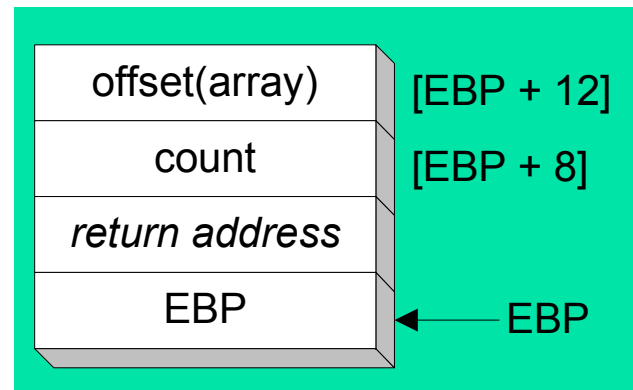 offset(array) [EBP + 12]
count [EBP + 8]
return address
EBP EBP